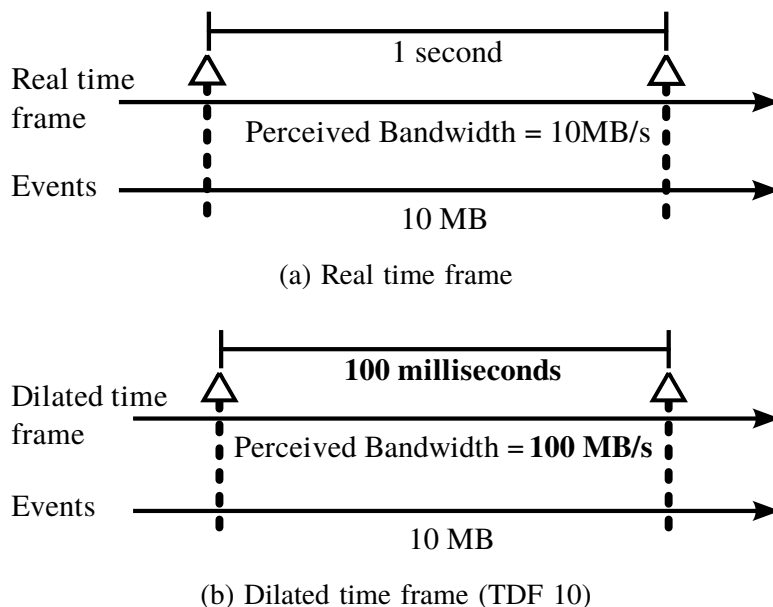 1 second
Real time
frame
Perceived Bandwidth = 10MB/s
Events
10 MB
(a) Real time frame
100 milliseconds
Dilated time
frame
Perceived Bandwidth = 100 MB/s
Events
10 MB
(b) Dilated time frame (TDF 10)